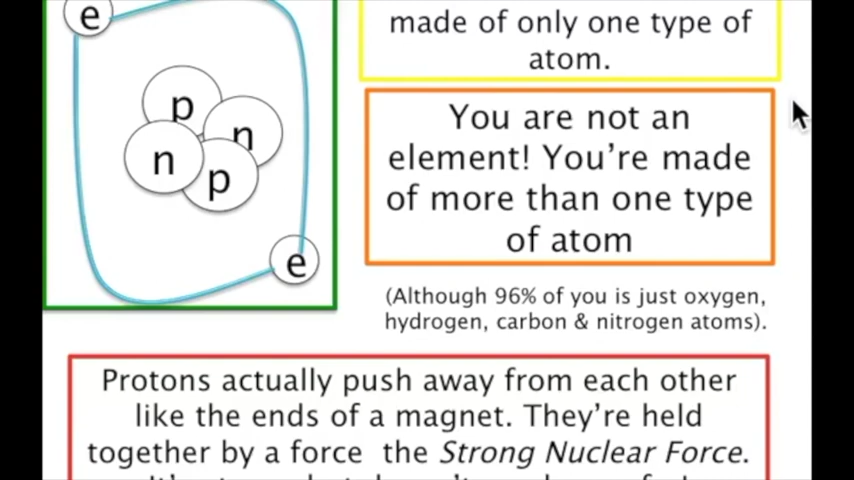 e
made of only one type of
atom.
p
n
n
p
You are not an
element! You're made
of more than one type
of atom
e
(Although 96% of you is just oxygen,
hydrogen, carbon & nitrogen atoms).
Protons actually push away from each other
like the ends of a magnet. They're held
together by a force  the Strong Nuclear Force.